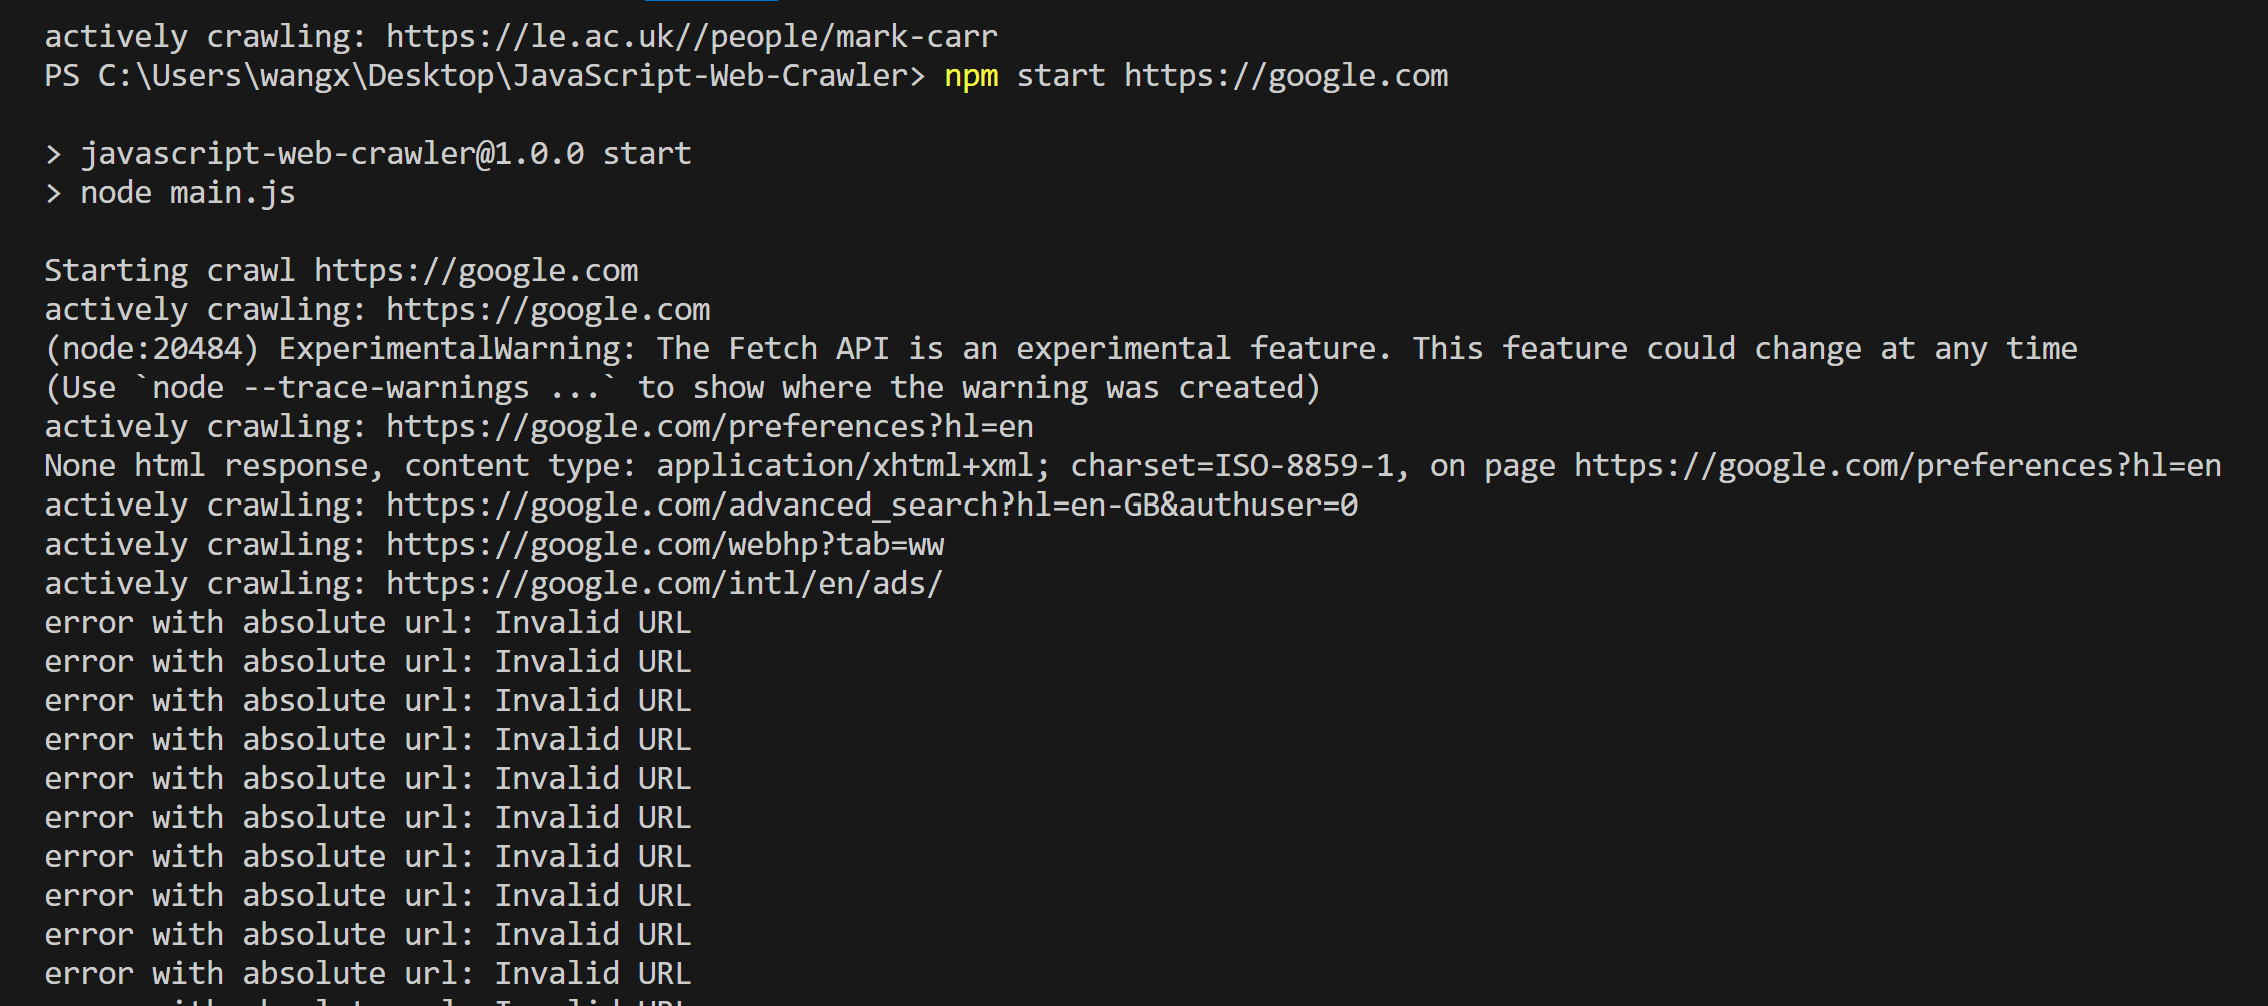 actively crawling: https://le.ac.uk//people/mark-carr
PS C:\Users\wangx\Desktop\JavaScript-Web-Crawler> npm start https://google.com
> javascript-web-crawler@1.0.0 start
> node main.js
Starting crawl https://google.com
actively crawling: https://google.com
(node:20484) ExperimentalWarning: The Fetch API is an experimental feature. This feature could change at any time
(Use `node --trace-warnings ...` to show where the warning was created)
actively crawling: https://google.com/preferences?hl=en
None html response, content type: application/xhtml+xml; charset=ISO-8859-1, on page https://google.com/preferences?hl=en
actively crawling: https://google.com/advanced_search?hl=en-GB&authuser=0
actively crawling: https://google.com/webhp?tab=ww
actively crawling: https://google.com/intl/en/ads/
error with absolute url: Invalid URL
error with absolute url: Invalid URL
error with absolute url: Invalid URL
error with absolute url: Invalid URL
error with absolute url: Invalid URL
error with absolute url: Invalid URL
error with absolute url: Invalid URL
error with absolute url: Invalid URL
error with absolute url: Invalid URL
error with absolute url: Invalid URL